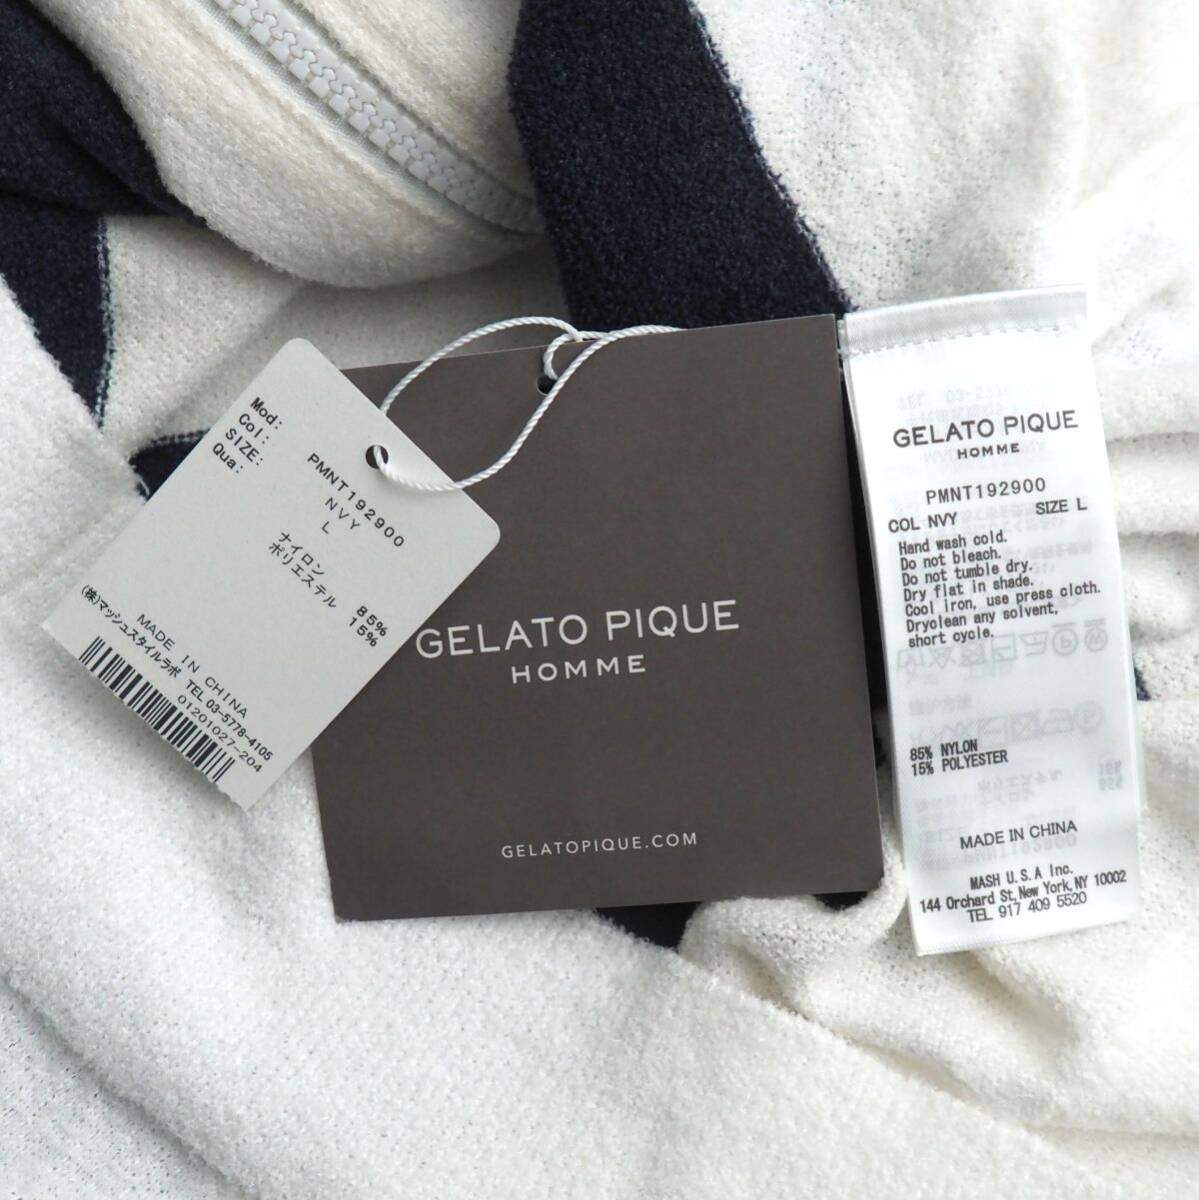 Mod: PMNT192900
Col: NVY
SIZE: L
Qua: ナイロン 85%
ポリエステル 15%
MADE IN CHINA
(株)マッシュスタイルラボ TEL 03-5778-4105
01201027-204
GELATO PIQUE
HOMME
GELATOPIQUE.COM
GELATO PIQUE
HOMME
PMNT192900
COL NVY SIZE L
Hand wash cold.
Do not bleach.
Do not tumble dry.
Dry flat in shade.
Cool iron, use press cloth.
Dryclean any solvent,
short cycle.
85% NYLON
15% POLYESTER
MADE IN CHINA
MASH U.S.A Inc.
144 Orchard St,New York,NY 10002
TEL 917 409 5520